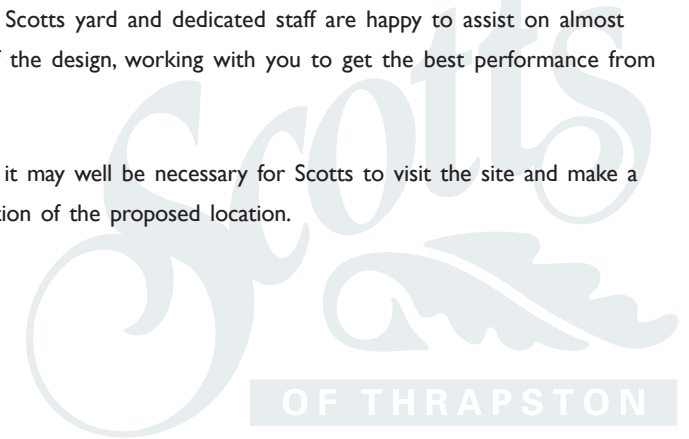 Scotts yard and dedicated staff are happy to assist on almost
the design, working with you to get the best performance from
it may well be necessary for Scotts to visit the site and make a
tion of the proposed location.
Scotts
OF THRAPSTON